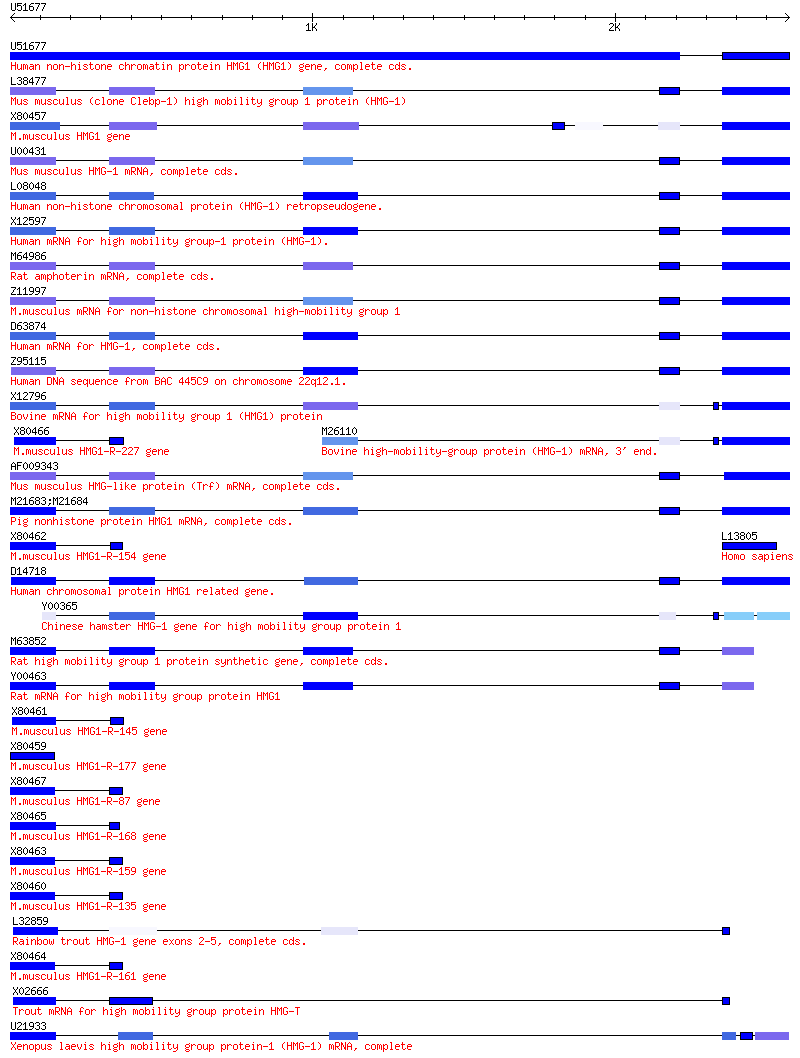 U51677
1K 2K
U51677
Human non-histone chromatin protein HMG1 (HMG1) gene, complete cds.
L38477
Mus musculus (clone Clebp-1) high mobility group 1 protein (HMG-1)
X80457
M.musculus HMG1 gene
U00431
Mus musculus HMG-1 mRNA, complete cds.
L08048
Human non-histone chromosomal protein (HMG-1) retropseudogene.
X12597
Human mRNA for high mobility group-1 protein (HMG-1).
M64986
Rat amphoterin mRNA, complete cds.
Z11997
M.musculus mRNA for non-histone chromosomal high-mobility group 1
D63874
Human mRNA for HMG-1, complete cds.
Z95115
Human DNA sequence from BAC 445C9 on chromosome 22q12.1.
X12796
Bovine mRNA for high mobility group 1 (HMG1) protein
X80466 M26110
M.musculus HMG1-R-227 gene Bovine high-mobility-group protein (HMG-1) mRNA, 3' end.
AF009343
Mus musculus HMG-like protein (Trf) mRNA, complete cds.
M21683;M21684
Pig nonhistone protein HMG1 mRNA, complete cds.
X80462 L13805
M.musculus HMG1-R-154 gene Homo sapiens
D14718
Human chromosomal protein HMG1 related gene.
Y00365
Chinese hamster HMG-1 gene for high mobility group protein 1
M63852
Rat high mobility group 1 protein synthetic gene, complete cds.
Y00463
Rat mRNA for high mobility group protein HMG1
X80461
M.musculus HMG1-R-145 gene
X80459
M.musculus HMG1-R-177 gene
X80467
M.musculus HMG1-R-87 gene
X80465
M.musculus HMG1-R-168 gene
X80463
M.musculus HMG1-R-159 gene
X80460
M.musculus HMG1-R-135 gene
L32859
Rainbow trout HMG-1 gene exons 2-5, complete cds.
X80464
M.musculus HMG1-R-161 gene
X02666
Trout mRNA for high mobility group protein HMG-T
U21933
Xenopus laevis high mobility group protein-1 (HMG-1) mRNA, complete